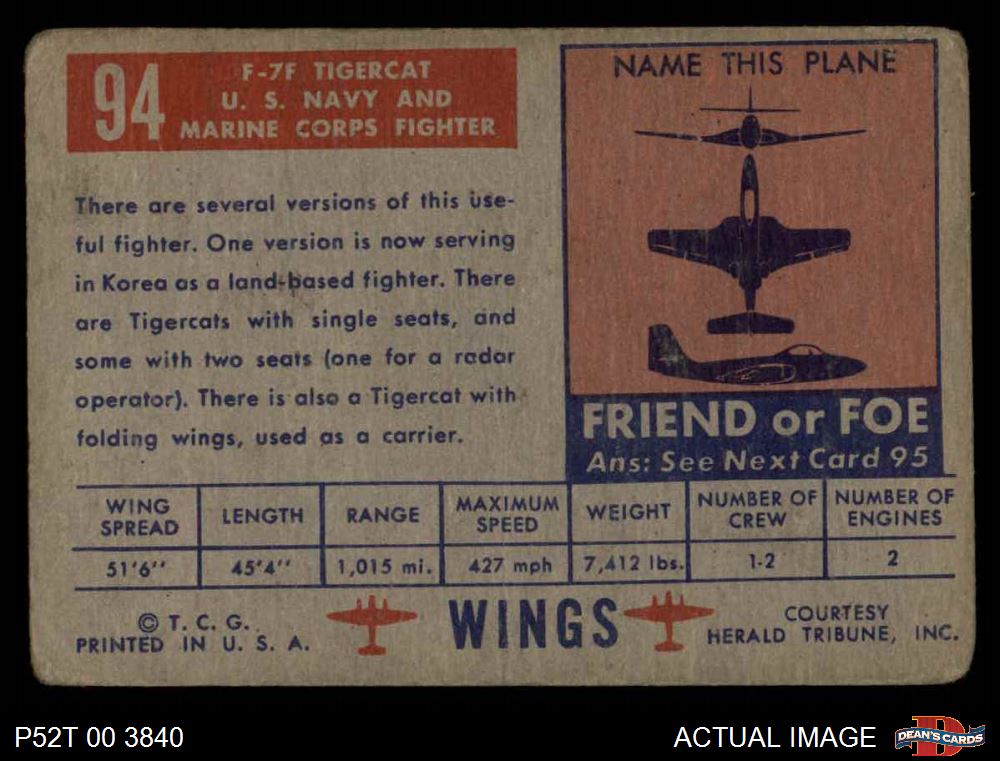 94
F-7F TIGERCAT
U. S. NAVY AND
MARINE CORPS FIGHTER
There are several versions of this use-
ful fighter. One version is now serving
in Korea as a land-based fighter. There
are Tigercats with single seats, and
some with two seats (one for a radar
operator). There is also a Tigercat with
folding wings, used as a carrier.
NAME THIS PLANE
FRIEND or FOE
Ans: See Next Card 95
WING SPREAD | LENGTH | RANGE | MAXIMUM SPEED | WEIGHT | NUMBER OF CREW | NUMBER OF ENGINES
51'6" | 45'4" | 1,015 mi. | 427 mph | 7,412 lbs. | 1-2 | 2
© T. C. G.
PRINTED IN U. S. A.
WINGS
COURTESY
HERALD TRIBUNE, INC.
P52T 00 3840
ACTUAL IMAGE
DEAN'S CARDS